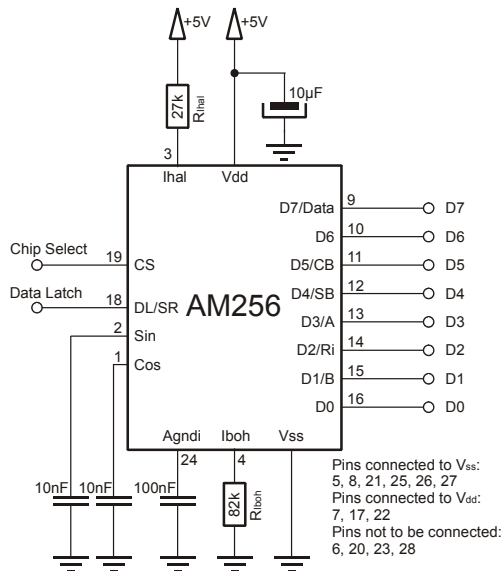 +5V +5V
27k
RIhal
10µF
3
Ihal Vdd
D7/Data 9 D7
D6 10 D6
Chip Select
19 CS
D5/CB 11 D5
D4/SB 12 D4
Data Latch
18 DL/SR
AM256
D3/A 13 D3
2 Sin
D2/Ri 14 D2
1 Cos
D1/B 15 D1
D0 16 D0
Agndi Iboh Vss
24 4
10nF 10nF 100nF
82k
RIboh
Pins connected to Vss:
5, 8, 21, 25, 26, 27
Pins connected to Vdd:
7, 17, 22
Pins not to be connected:
6, 20, 23, 28